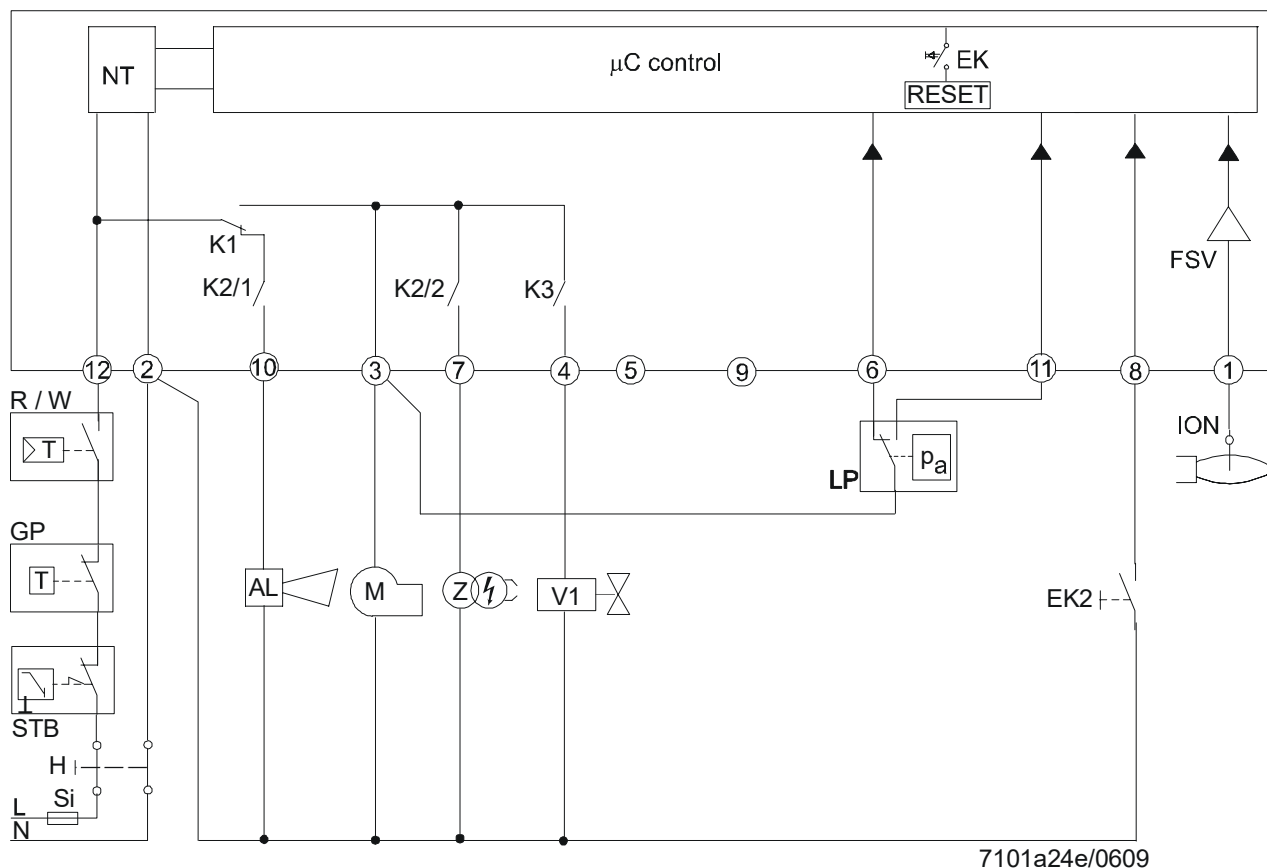 NT
μC control
EK
RESET
K1
K2/1
K2/2
K3
FSV
12
2
10
3
7
4
5
9
6
11
8
1
R / W
T
LP
pa
ION
GP
T
AL
M
Z
V1
EK2
STB
H
Si
L
N
7101a24e/0609